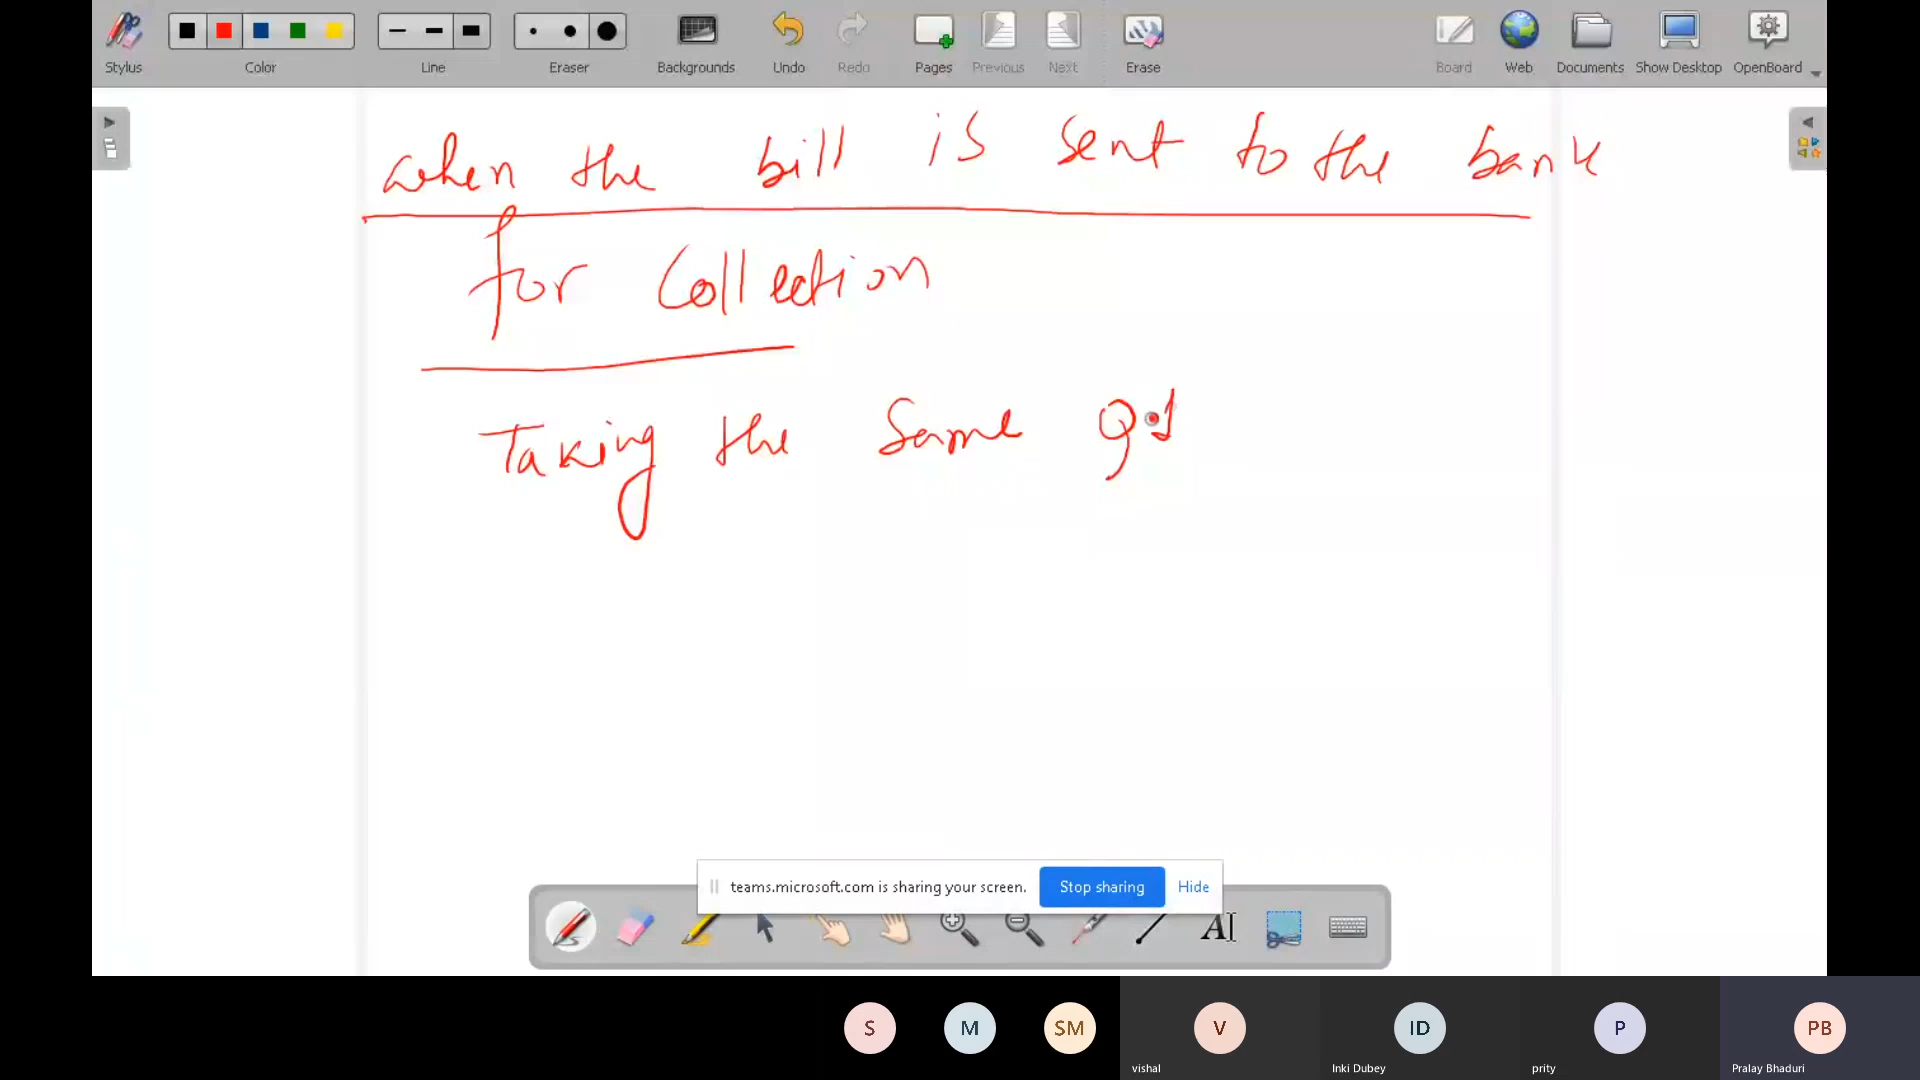 Stylus Color Line Eraser Backgrounds Undo Redo Pages Previous Next Erase Board Web Documents Show Desktop OpenBoard
when the bill is sent to the bank
for Collection
Taking the Same Q.1
teams.microsoft.com is sharing your screen. Stop sharing Hide
S M SM V ID P PB
vishal Inki Dubey prity Pralay Bhaduri